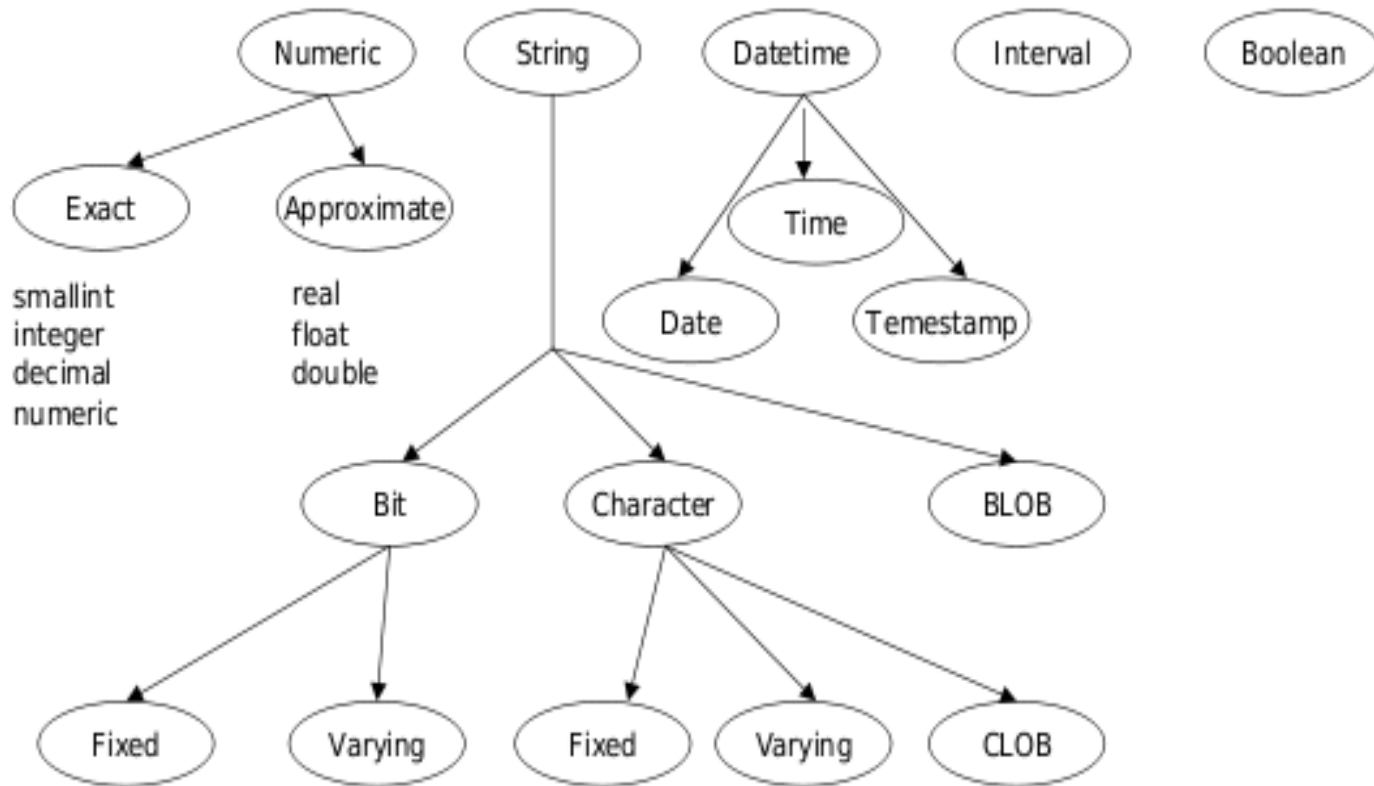 Numeric
String
Datetime
Interval
Boolean
Exact
Approximate
Time
smallint
integer
decimal
numeric
real
float
double
Date
Temestamp
Bit
Character
BLOB
Fixed
Varying
Fixed
Varying
CLOB